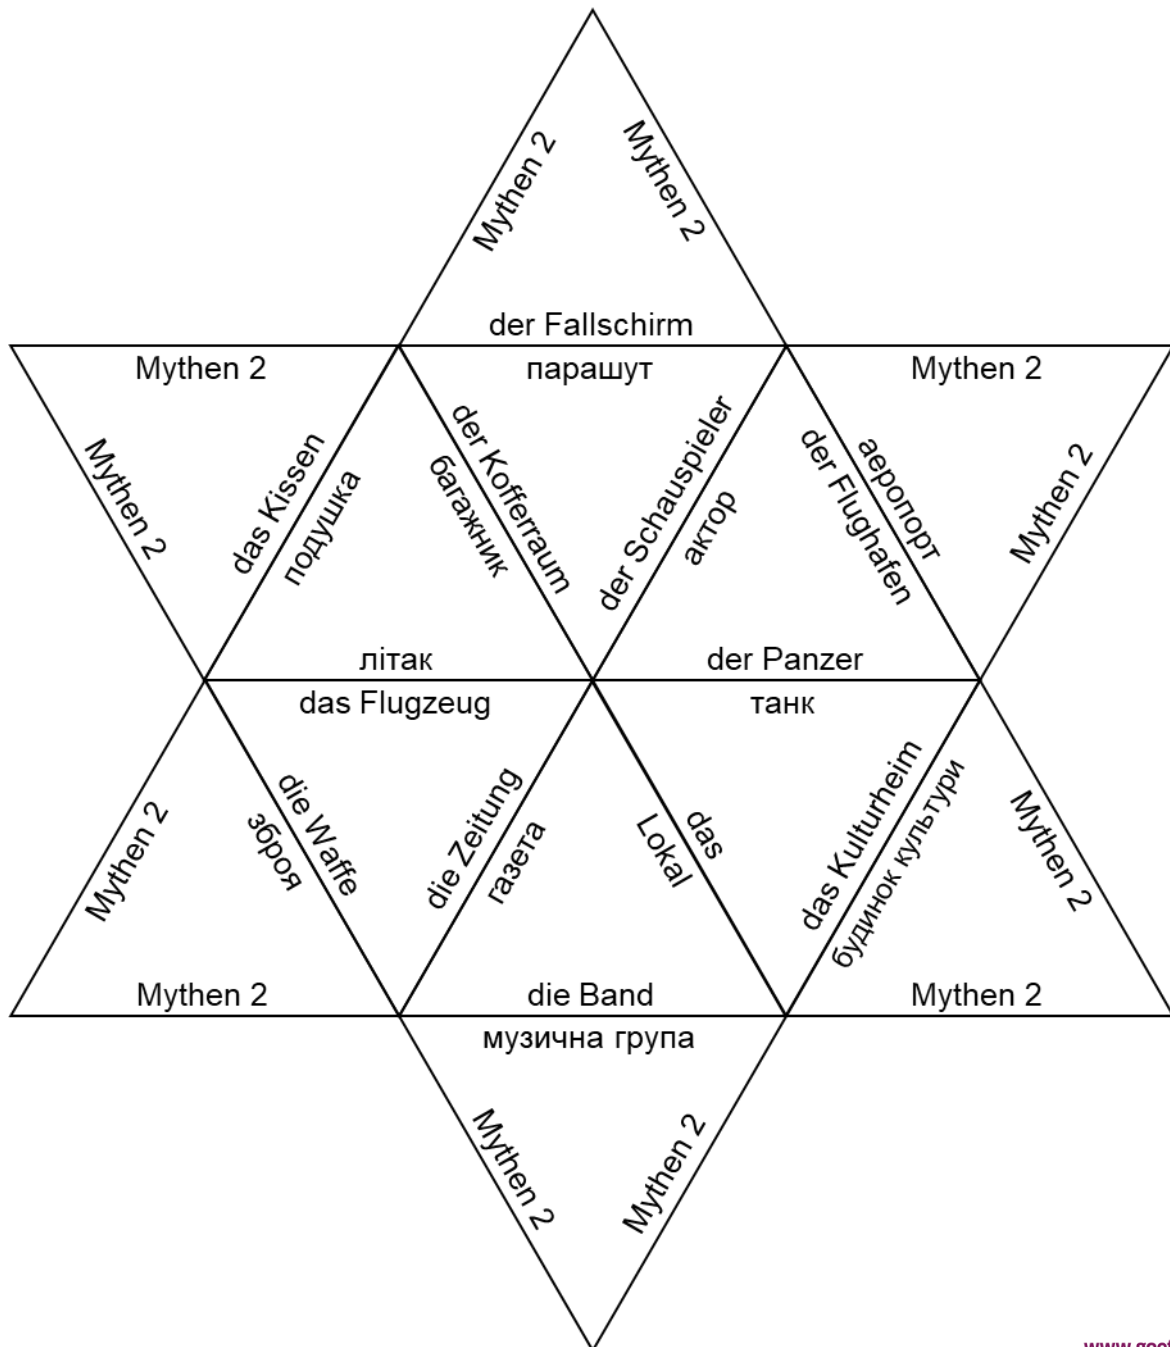 Mythen 2
Mythen 2
der Fallschirm
Mythen 2
парашут
Mythen 2
Mythen 2
das Kissen
подушка
der Kofferraum
багажник
der Schauspieler
актор
аеропорт
der Flughafen
Mythen 2
літак
der Panzer
das Flugzeug
танк
Mythen 2
die Waffe
зброя
die Zeitung
газета
das
Lokal
das Kulturheim
будинок культури
Mythen 2
Mythen 2
die Band
Mythen 2
музична група
Mythen 2
Mythen 2